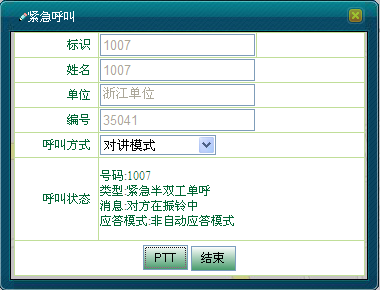 紧急呼叫
标识 1007
姓名 1007
单位 浙江单位
编号 35041
呼叫方式 对讲模式
呼叫状态
号码:1007
类型:紧急半双工单呼
消息:对方在振铃中
应答模式:非自动应答模式
PTT 结束